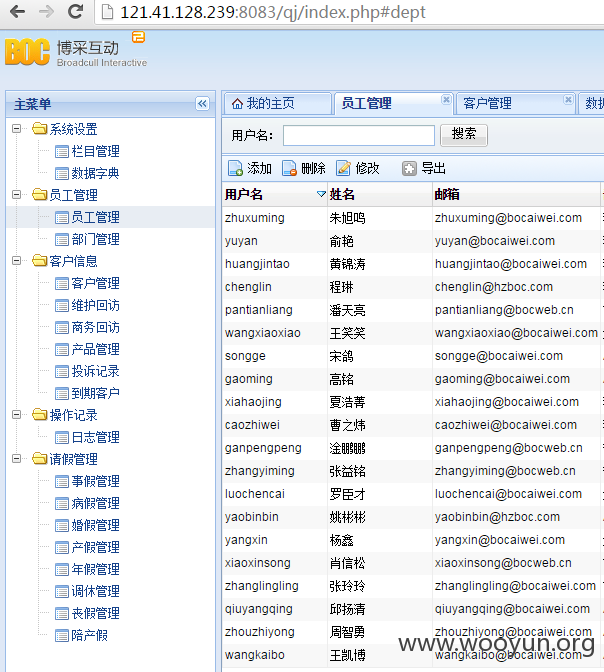 121.41.128.239:8083/qj/index.php#dept
BOC 博采互动
Broadcull Interactive
主菜单
系统设置
栏目管理
数据字典
员工管理
员工管理
部门管理
客户信息
客户管理
维护回访
商务回访
产品管理
投诉记录
到期客户
操作记录
日志管理
请假管理
事假管理
病假管理
婚假管理
产假管理
年假管理
调休管理
丧假管理
陪产假
我的主页 员工管理 客户管理
用户名: 搜索
添加 删除 修改 导出
用户名 姓名 邮箱
zhuxuming 朱旭鸣 zhuxuming@bocaiwei.com
yuyan 俞艳 yuyan@bocaiwei.com
huangjintao 黄锦涛 huangjintao@bocaiwei.com
chenglin 程琳 chenglin@hzboc.com
pantianliang 潘天亮 pantianliang@bocweb.cn
wangxiaoxiao 王笑笑 wangxiaoxiao@bocaiwei.com
songge 宋鸽 songge@bocaiwei.com
gaoming 高铭 gaoming@bocaiwei.com
xiahaojing 夏浩菁 xiahaojing@bocaiwei.com
caozhiwei 曹之炜 caozhiwei@bocaiwei.com
ganpengpeng 淦鹏鹏 ganpengpeng@bocweb.cn
zhangyiming 张益铭 zhangyiming@bocweb.cn
luochencai 罗臣才 luochencai@bocaiwei.com
yaobinbin 姚彬彬 yaobinbin@hzboc.com
yangxin 杨鑫 yangxin@bocaiwei.com
xiaoxinsong 肖信松 xiaoxinsong@bocweb.cn
zhanglingling 张玲玲 zhanglingling@bocaiwei.com
qiuyangqing 邱扬清 qiuyangqing@bocaiwei.com
zhouzhiyong 周智勇 zhouzhiyong@bocaiwei.com
wangkaibo 王凯博 wangkaibo@bocaiwei.com
www.wooyun.org